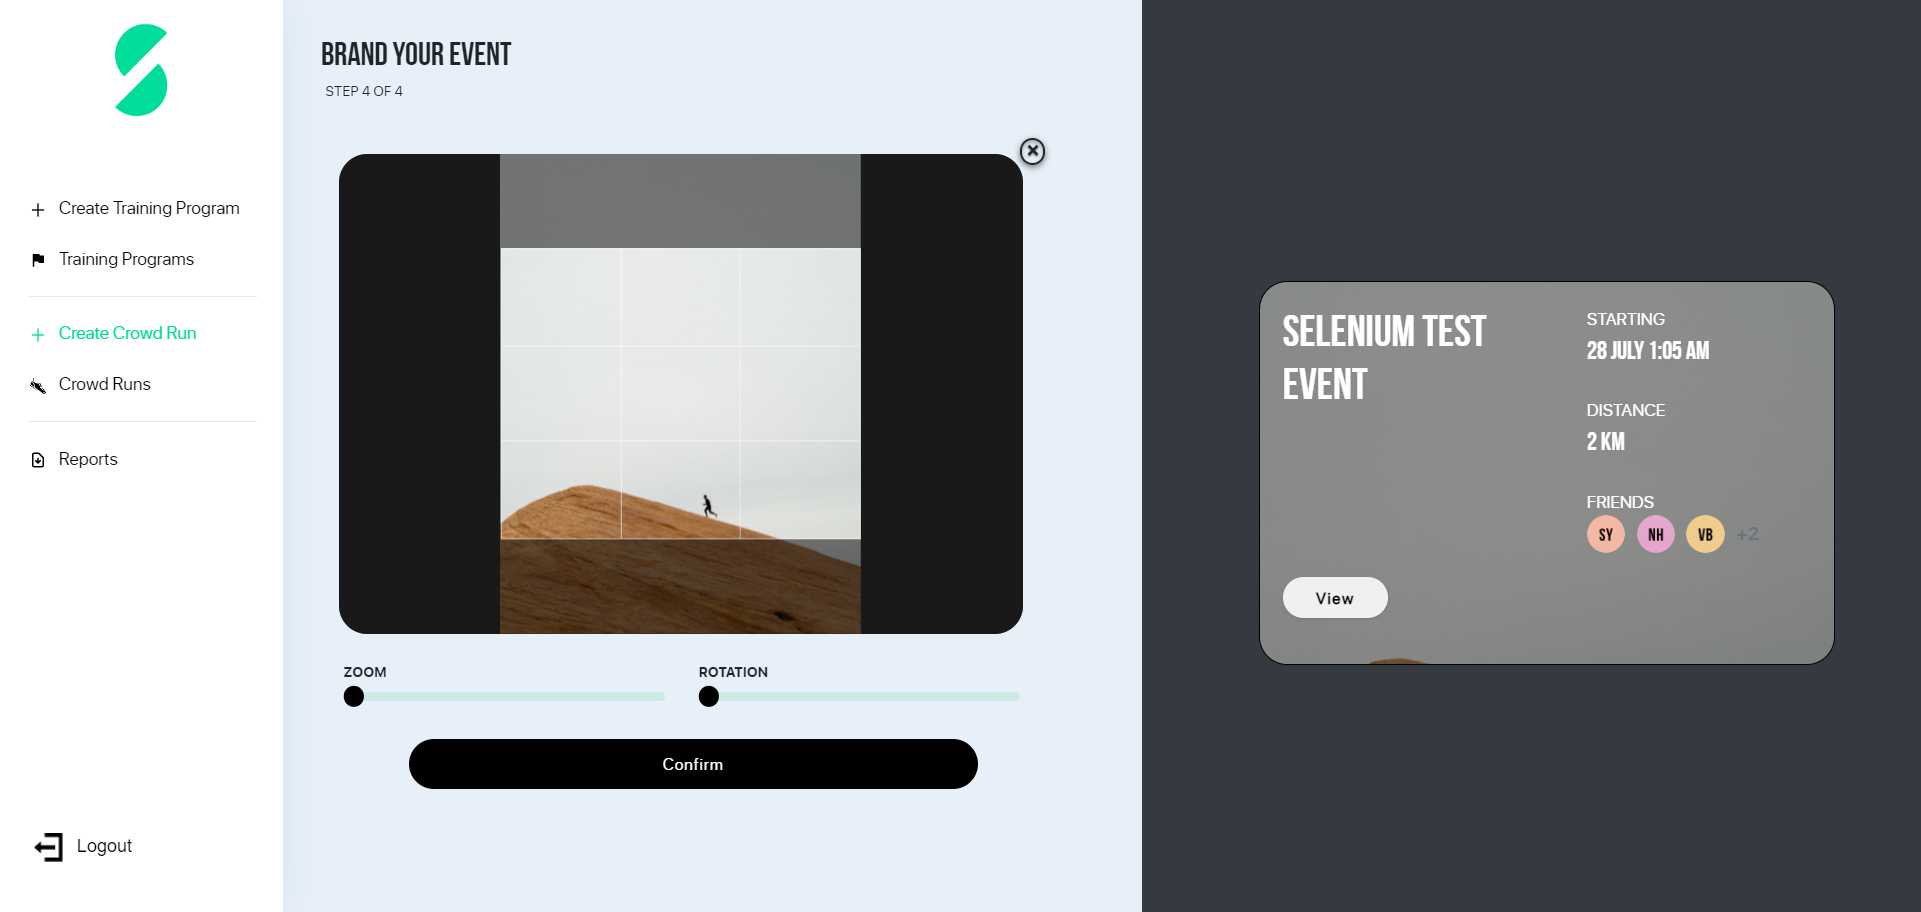 BRAND YOUR EVENT
STEP 4 OF 4
Create Training Program
Training Programs
Create Crowd Run
Crowd Runs
Reports
Logout
ZOOM
ROTATION
Confirm
SELENIUM TEST
EVENT
View
STARTING
28 JULY 1:05 AM
DISTANCE
2 KM
FRIENDS
SY NH VB +2